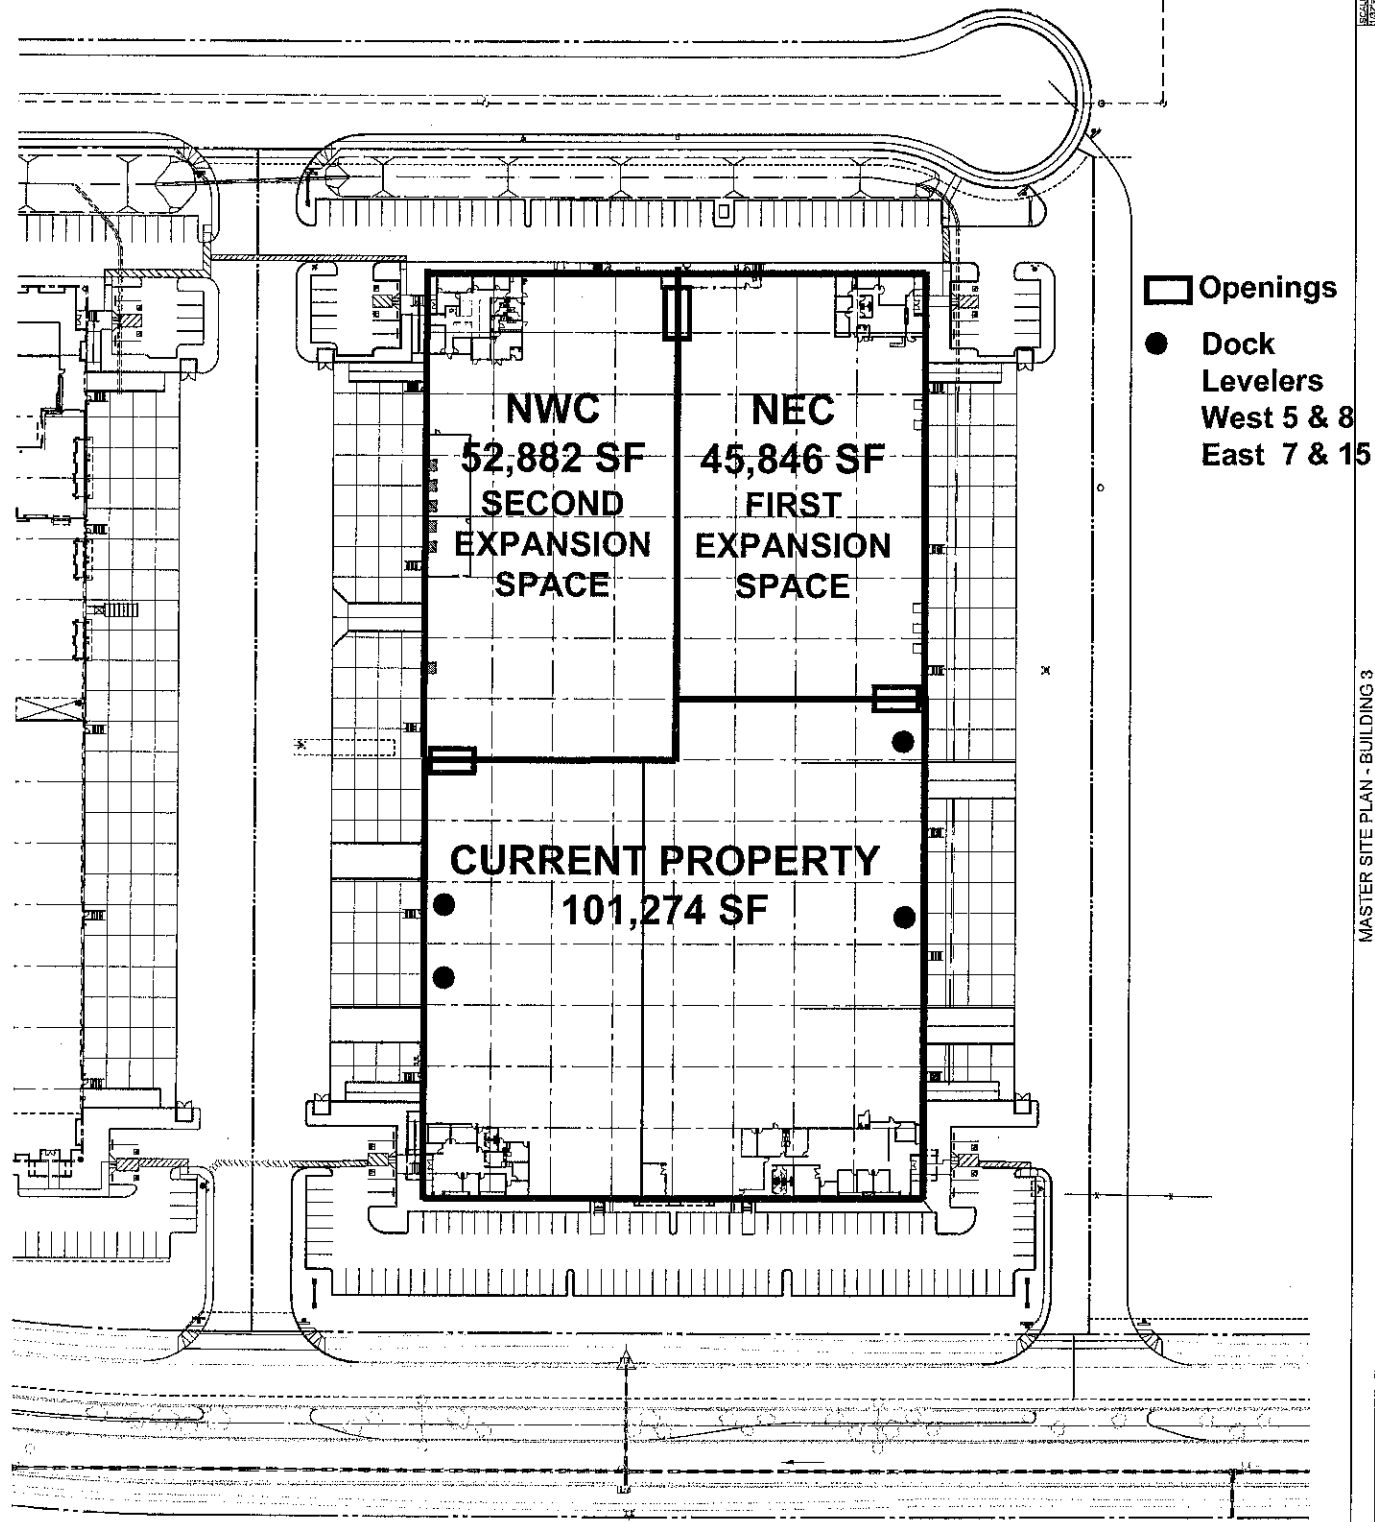 Openings
Dock
Levelers
West 5 & 8
East 7 & 15
NWC
52,882 SF
SECOND
EXPANSION
SPACE
NEC
45,846 SF
FIRST
EXPANSION
SPACE
CURRENT PROPERTY
101,274 SF
MASTER SITE PLAN - BUILDING 3